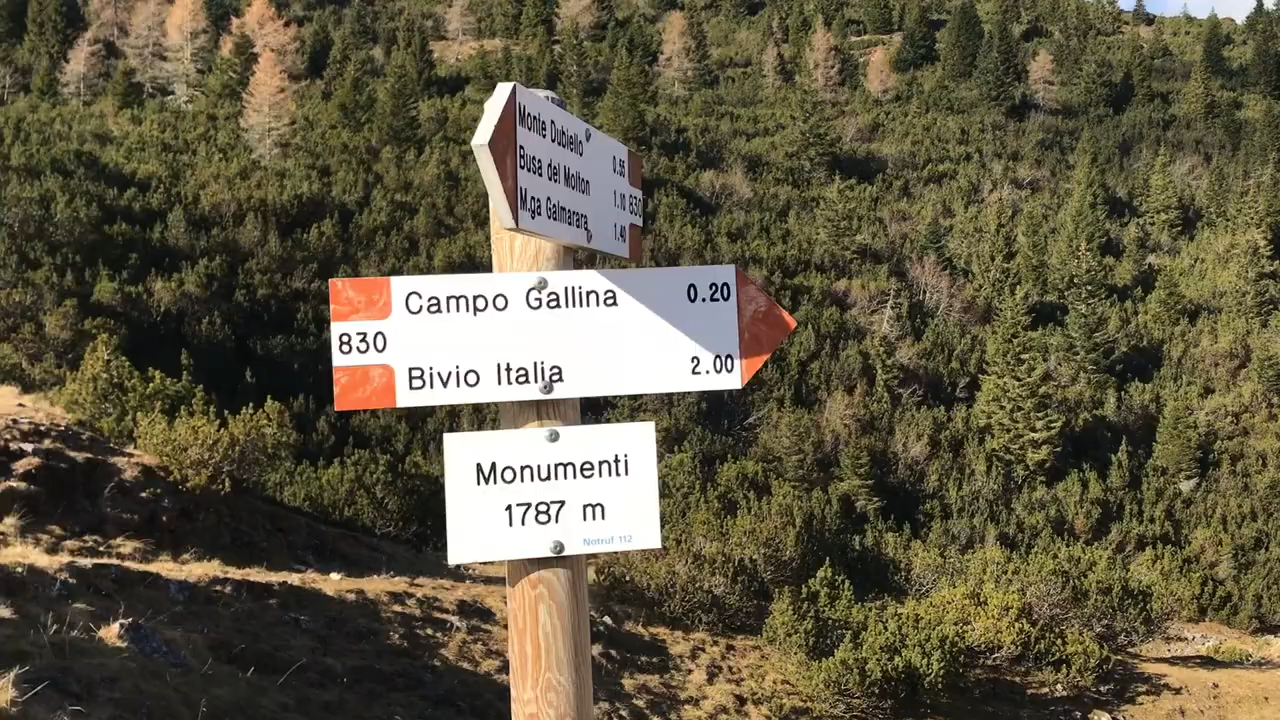 Monte Dubiello 0.55
Busa del Molton 1.10
M.ga Galmarara 1.40
830
Campo Gallina 0.20
830
Bivio Italia 2.00
Monumenti
1787 m
Notruf 112